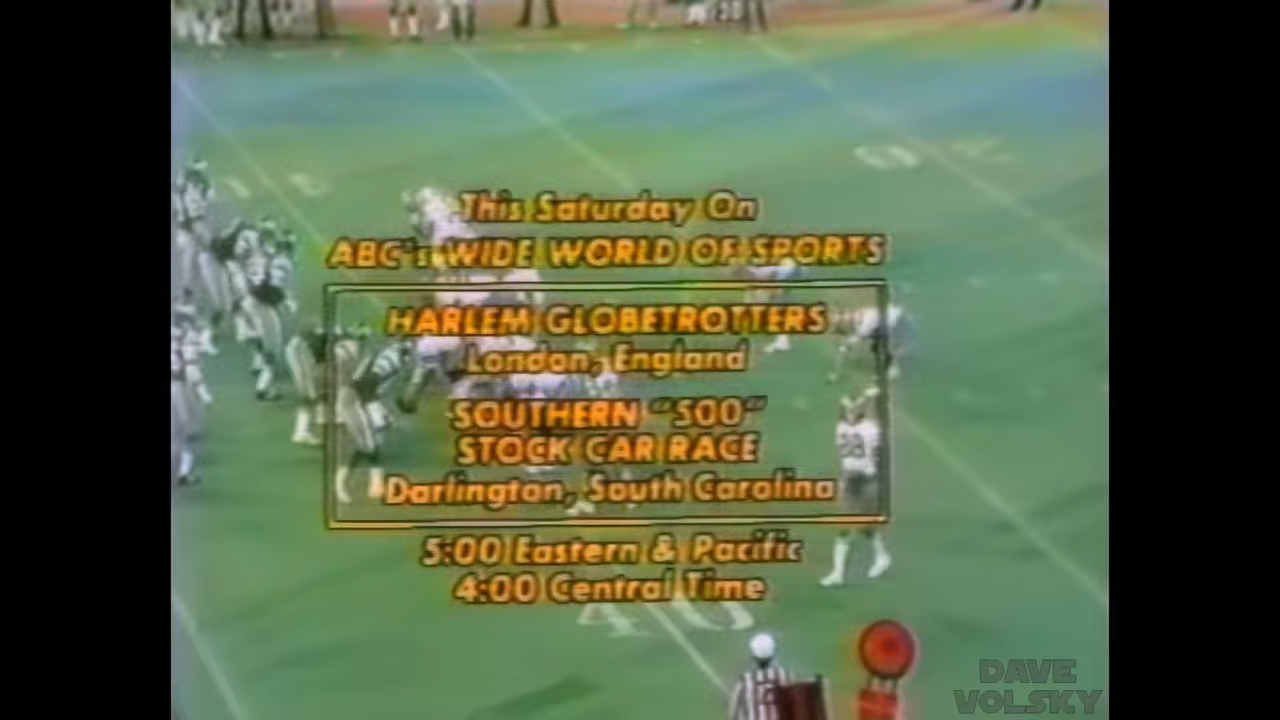 This Saturday On
ABC's WIDE WORLD OF SPORTS
HARLEM GLOBETROTTERS
London, England
SOUTHERN "500"
STOCK CAR RACE
Darlington, South Carolina
5:00 Eastern & Pacific
4:00 Central Time
40
DAVE
VOLSKY